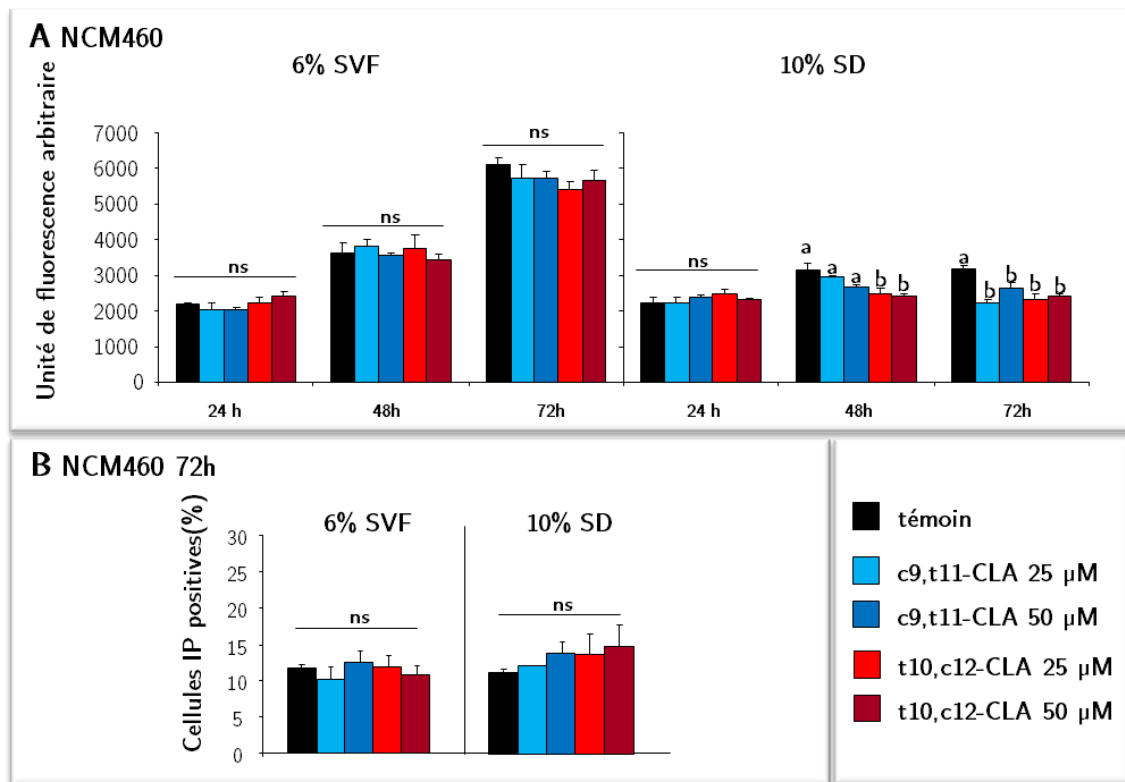 A NCM460
6% SVF
10% SD
Unité de fluorescence arbitraire
7000
6000
5000
4000
3000
2000
1000
0
ns
ns
ns
ns
a
a
a
b
b
a
b
b
b
b
24 h
48h
72h
24 h
48h
72h
B NCM460 72h
6% SVF
10% SD
Cellules IP positives(%)
30
25
20
15
10
5
0
ns
ns
témoin
c9,t11-CLA 25 µM
c9,t11-CLA 50 µM
t10,c12-CLA 25 µM
t10,c12-CLA 50 µM